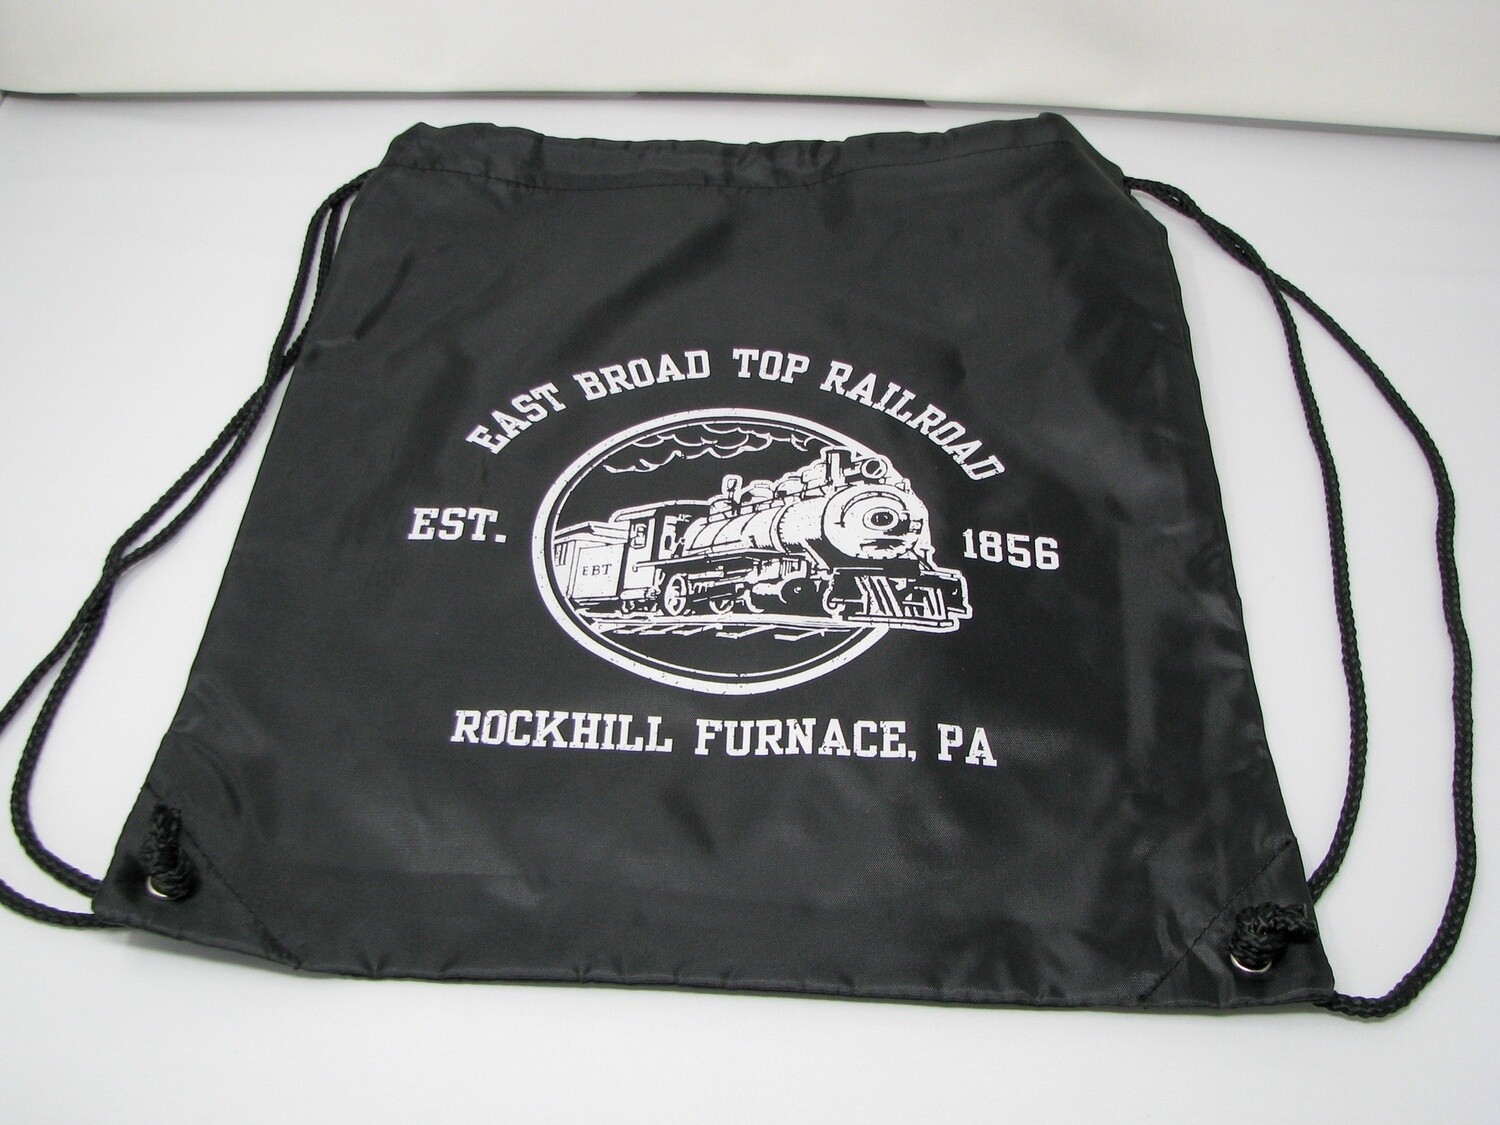 EAST BROAD TOP RAILROAD
EST. 1856
EBT
ROCKHILL FURNACE, PA